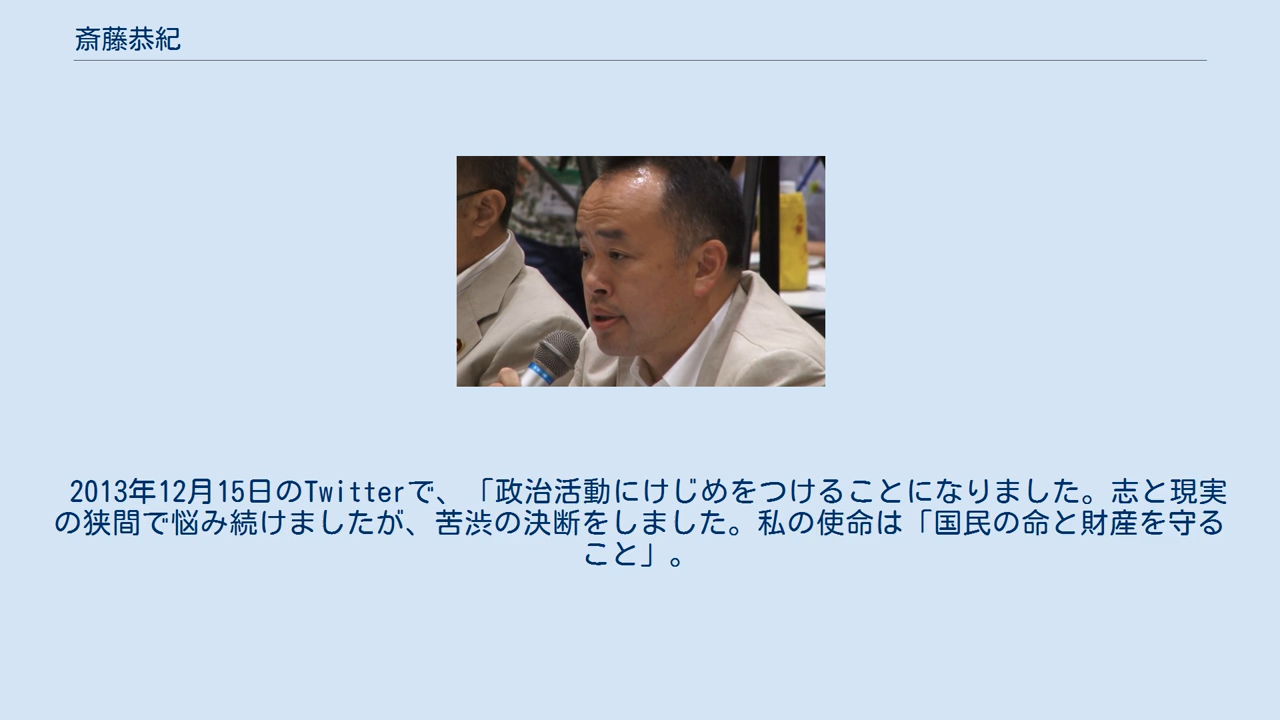 斎藤恭紀
2013年12月15日のTwitterで、「政治活動にけじめをつけることになりました。志と現実
の狭間で悩み続けましたが、苦渋の決断をしました。私の使命は「国民の命と財産を守る
こと」。